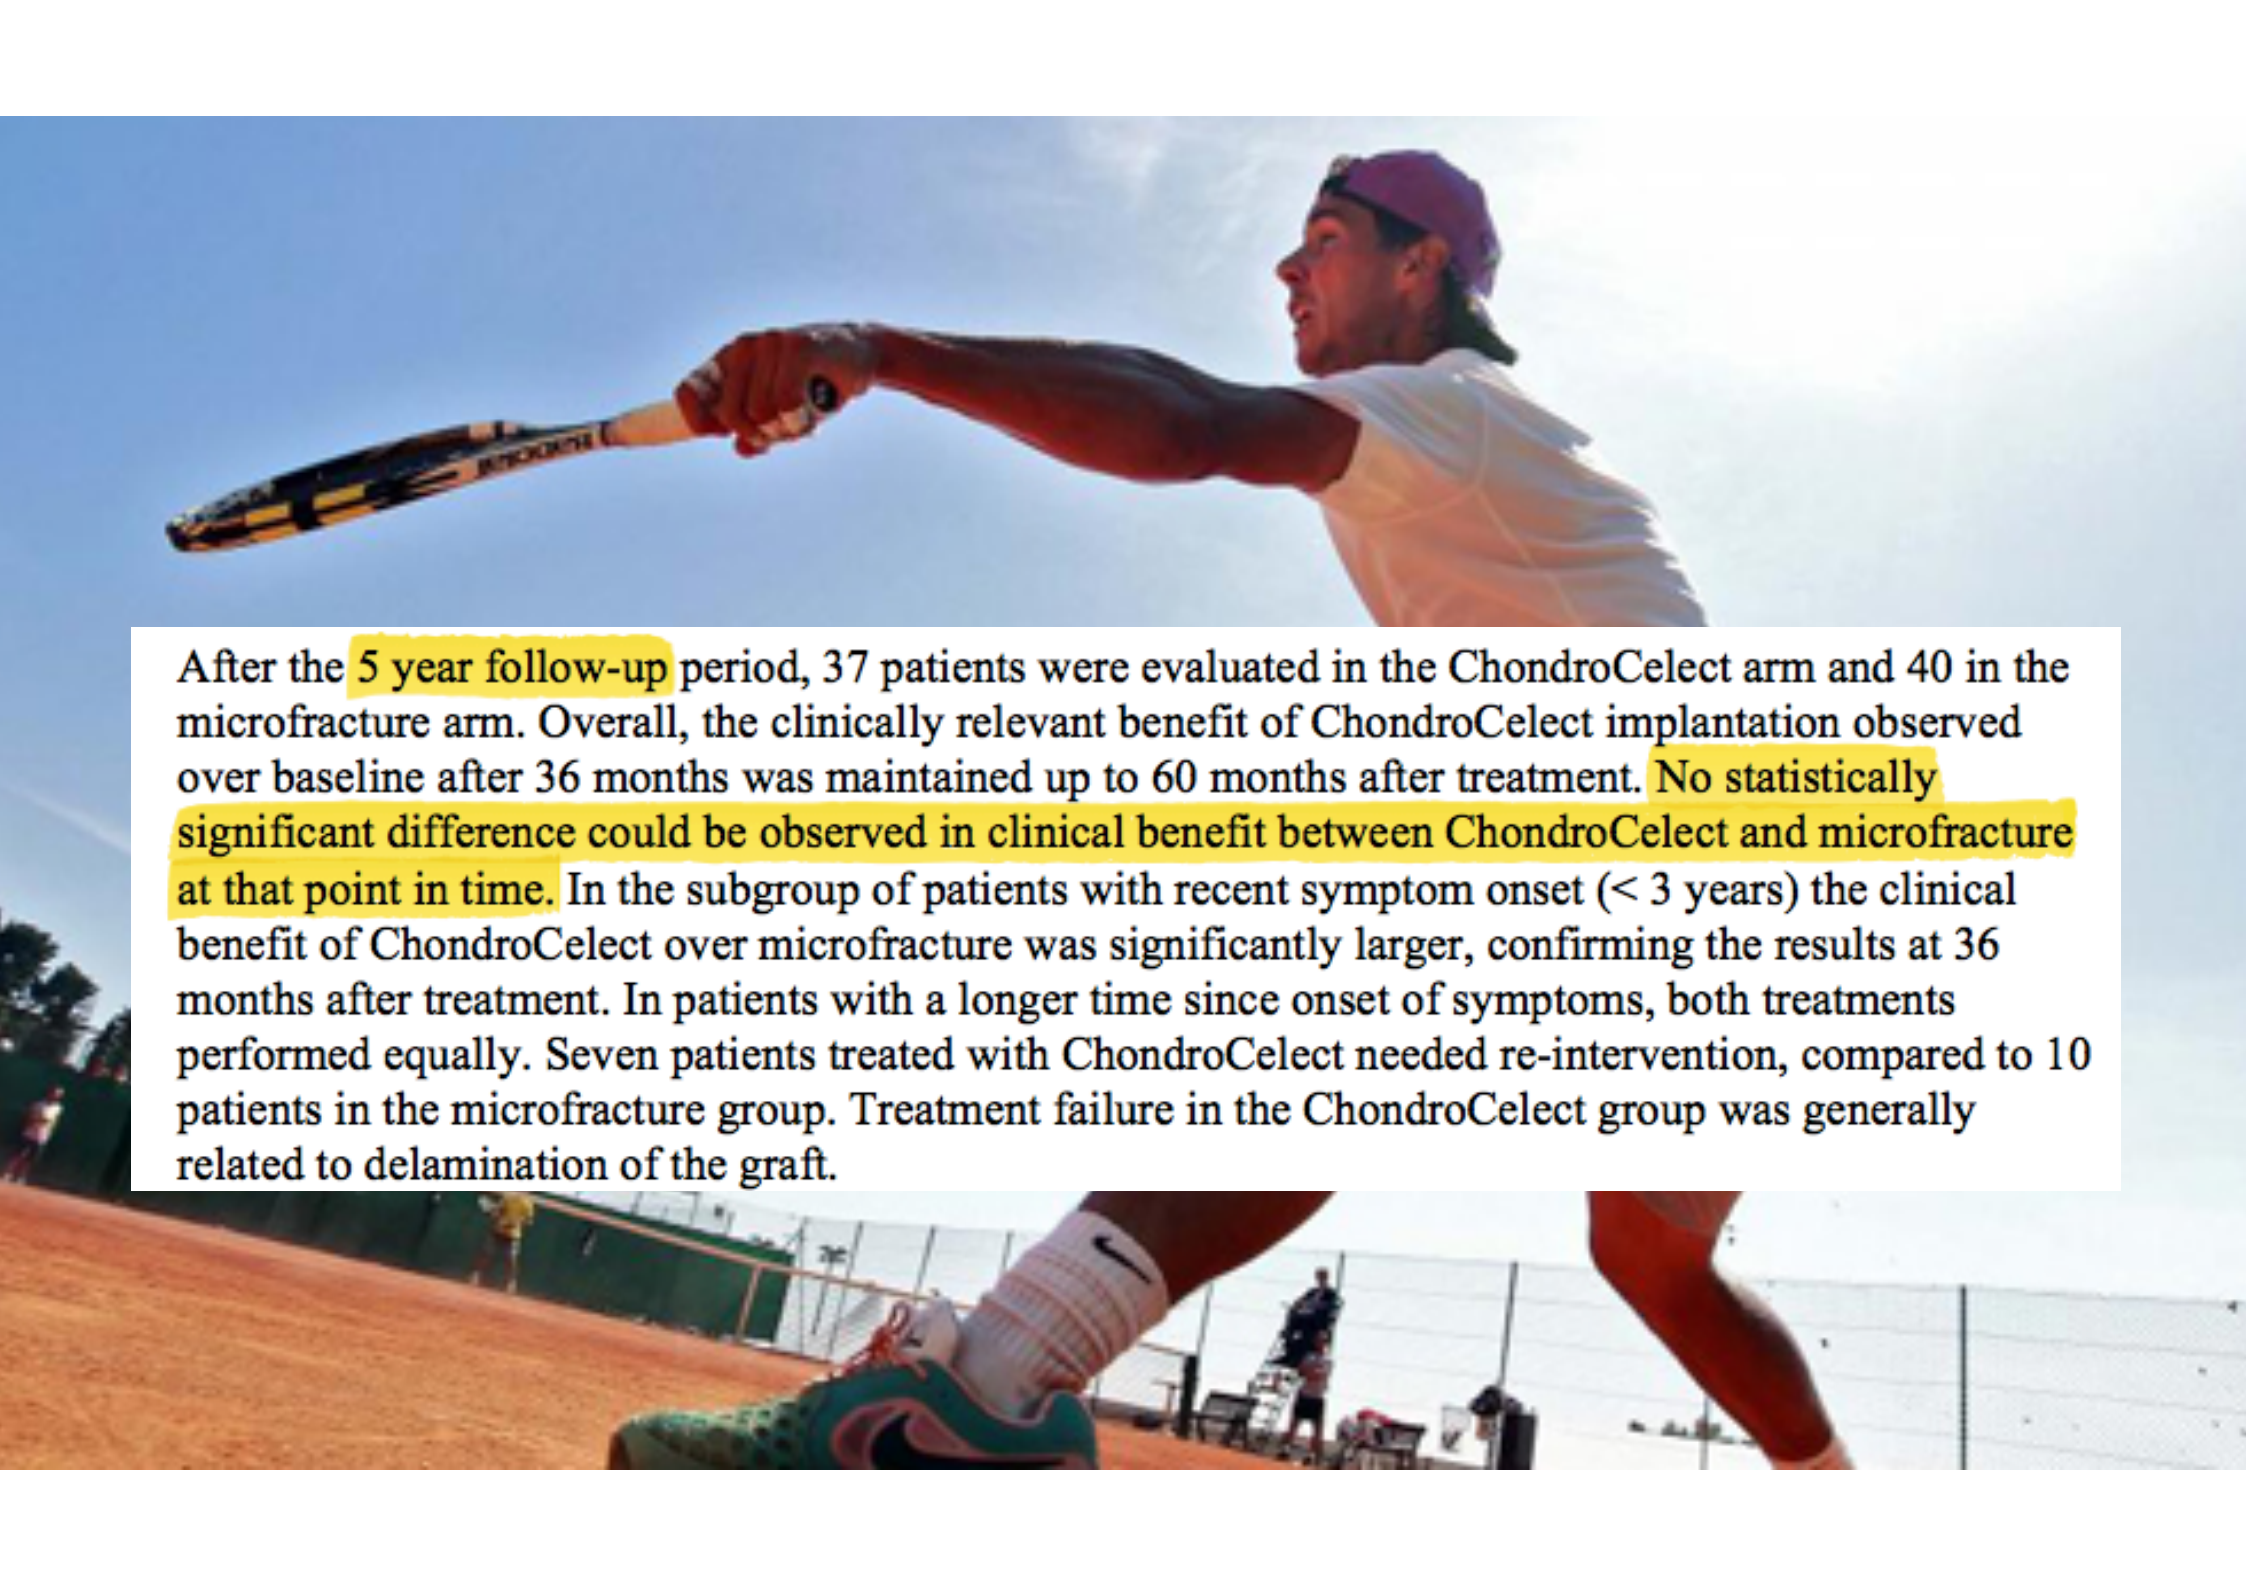 After the 5 year follow-up period, 37 patients were evaluated in the ChondroCelect arm and 40 in the
microfracture arm. Overall, the clinically relevant benefit of ChondroCelect implantation observed
over baseline after 36 months was maintained up to 60 months after treatment. No statistically
significant difference could be observed in clinical benefit between ChondroCelect and microfracture
at that point in time. In the subgroup of patients with recent symptom onset (< 3 years) the clinical
benefit of ChondroCelect over microfracture was significantly larger, confirming the results at 36
months after treatment. In patients with a longer time since onset of symptoms, both treatments
performed equally. Seven patients treated with ChondroCelect needed re-intervention, compared to 10
patients in the microfracture group. Treatment failure in the ChondroCelect group was generally
related to delamination of the graft.